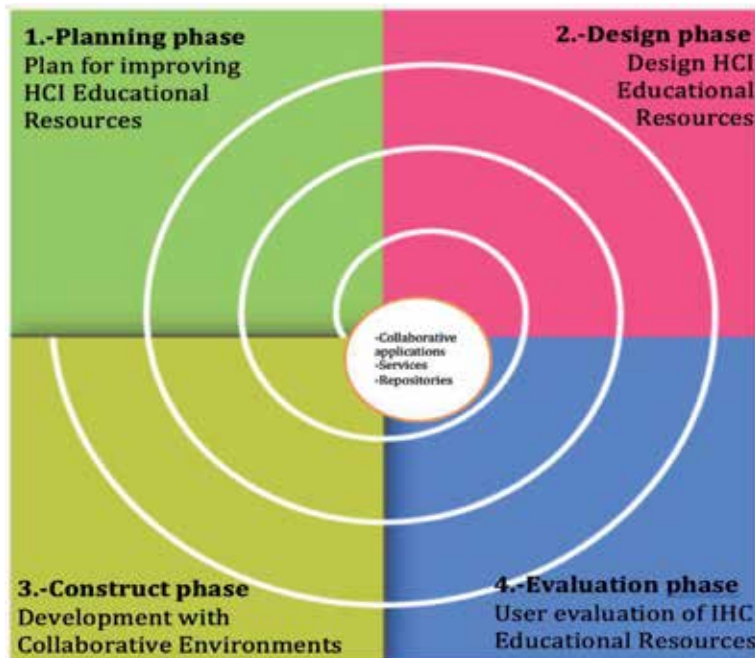 1.-Planning phase
Plan for improving
HCI Educational
Resources
2.-Design phase
Design HCI
Educational
Resources
-Collaborative
applications
-Services
-Repositories
3.-Construct phase
Development with
Collaborative Environments
4.-Evaluation phase
User evaluation of IHC
Educational Resources